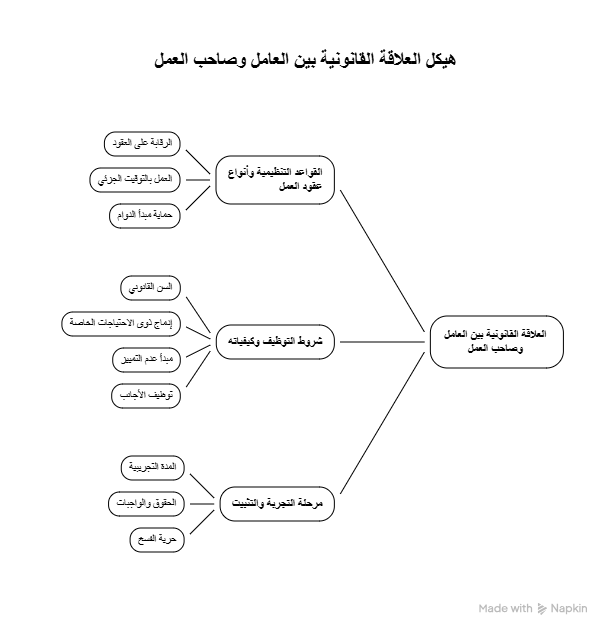 هيكل العلاقة القانونية بين العامل وصاحب العمل
العلاقة القانونية بين العامل
وصاحب العمل
القواعد التنظيمية وأنواع
عقود العمل
الرقابة على العقود
العمل بالتوقيت الجزئي
حماية مبدأ الدوام
شروط التوظيف وكيفياته
السن القانوني
إدماج ذوي الاحتياجات الخاصة
مبدأ عدم التمييز
توظيف الأجانب
مرحلة التجربة والتثبيت
المدة التجريبية
الحقوق والواجبات
حرية الفسخ
Made with Napkin